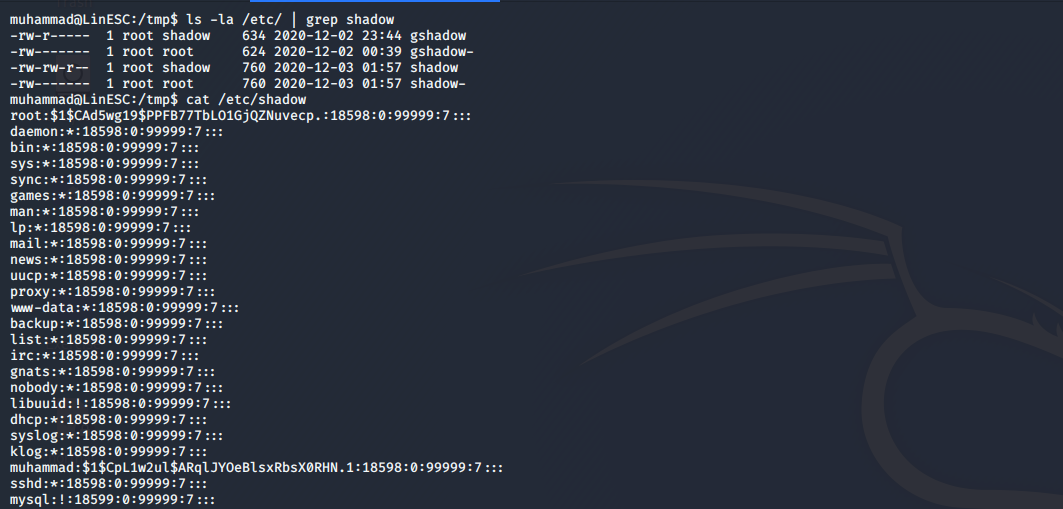 muhammad@LinESC:/tmp$ ls -la /etc/ | grep shadow
-rw-r-----  1 root shadow    634 2020-12-02 23:44 gshadow
-rw-------  1 root root      624 2020-12-02 00:39 gshadow-
-rw-rw-r--  1 root shadow    760 2020-12-03 01:57 shadow
-rw-------  1 root root      760 2020-12-03 01:57 shadow-
muhammad@LinESC:/tmp$ cat /etc/shadow
root:$1$CAd5wg19$PPFB77TbLO1GjQZNuvecp.:18598:0:99999:7:::
daemon:*:18598:0:99999:7:::
bin:*:18598:0:99999:7:::
sys:*:18598:0:99999:7:::
sync:*:18598:0:99999:7:::
games:*:18598:0:99999:7:::
man:*:18598:0:99999:7:::
lp:*:18598:0:99999:7:::
mail:*:18598:0:99999:7:::
news:*:18598:0:99999:7:::
uucp:*:18598:0:99999:7:::
proxy:*:18598:0:99999:7:::
www-data:*:18598:0:99999:7:::
backup:*:18598:0:99999:7:::
list:*:18598:0:99999:7:::
irc:*:18598:0:99999:7:::
gnats:*:18598:0:99999:7:::
nobody:*:18598:0:99999:7:::
libuuid:!:18598:0:99999:7:::
dhcp:*:18598:0:99999:7:::
syslog:*:18598:0:99999:7:::
klog:*:18598:0:99999:7:::
muhammad:$1$CpL1w2ul$ARqlJYOeBlsxRbsX0RHN.1:18598:0:99999:7:::
sshd:*:18598:0:99999:7:::
mysql:!:18599:0:99999:7:::